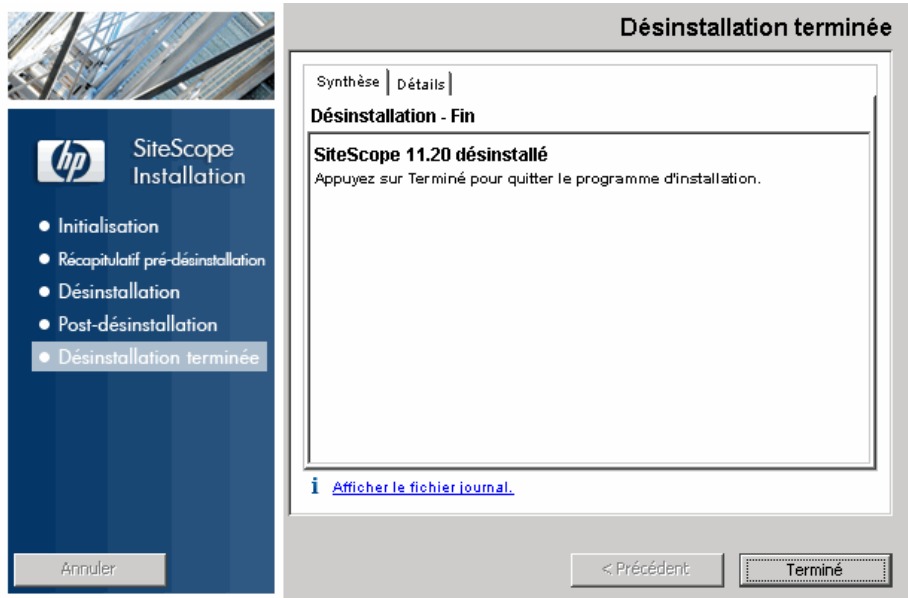 Désinstallation terminée
Synthèse
Détails
Désinstallation - Fin
SiteScope 11.20 désinstallé
Appuyez sur Terminé pour quitter le programme d'installation.
hp
SiteScope
Installation
Initialisation
Récapitulatif pré-désinstallation
Désinstallation
Post-désinstallation
Désinstallation terminée
i Afficher le fichier journal.
Annuler
< Précédent
Terminé